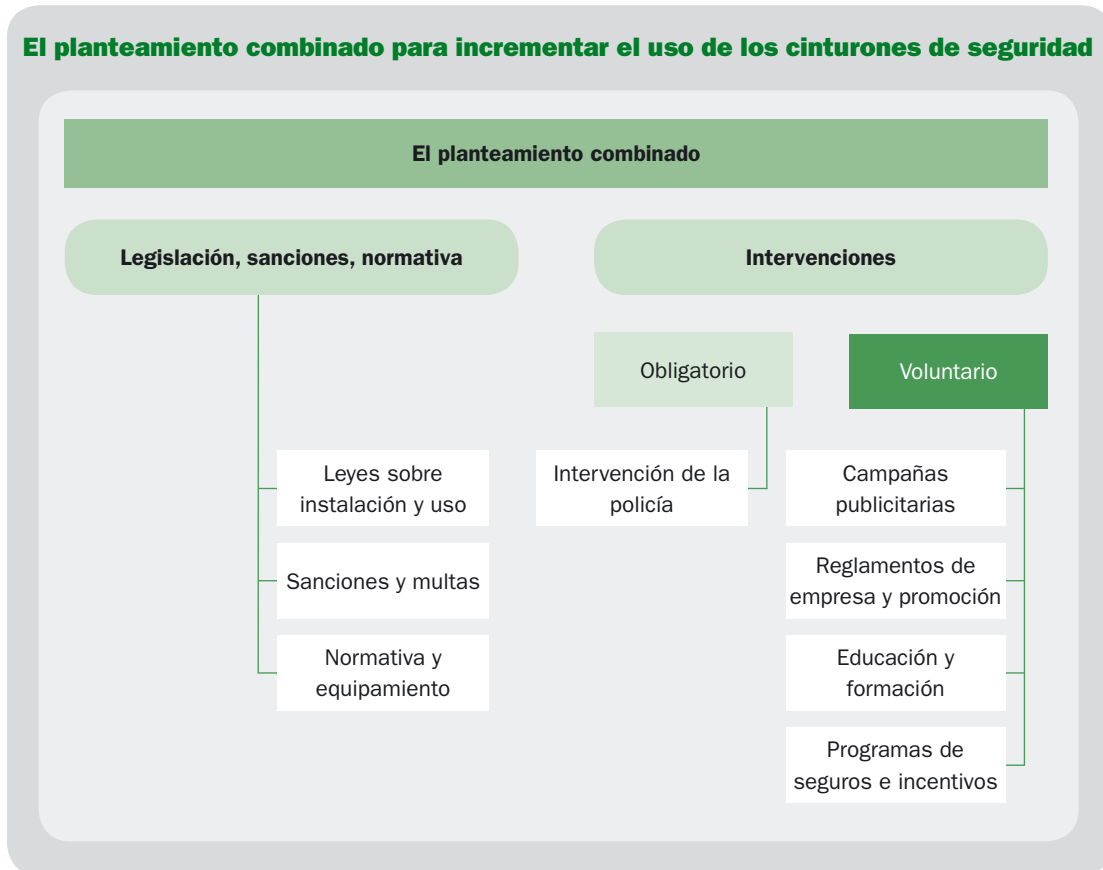 El planteamiento combinado para incrementar el uso de los cinturones de seguridad
El planteamiento combinado
Legislación, sanciones, normativa
Leyes sobre
instalación y uso
Sanciones y multas
Normativa y
equipamiento
Intervenciones
Obligatorio
Intervención de la
policía
Voluntario
Campañas
publicitarias
Reglamentos de
empresa y promoción
Educación y
formación
Programas de
seguros e incentivos